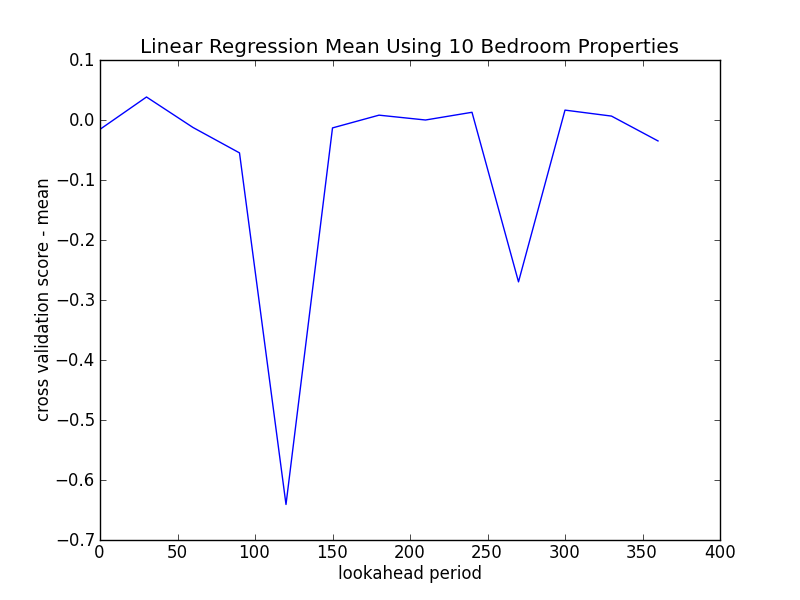 Linear Regression Mean Using 10 Bedroom Properties
0.1
0.0
−0.1
−0.2
−0.3
−0.4
−0.5
−0.6
−0.7
cross validation score - mean
0 50 100 150 200 250 300 350 400
lookahead period